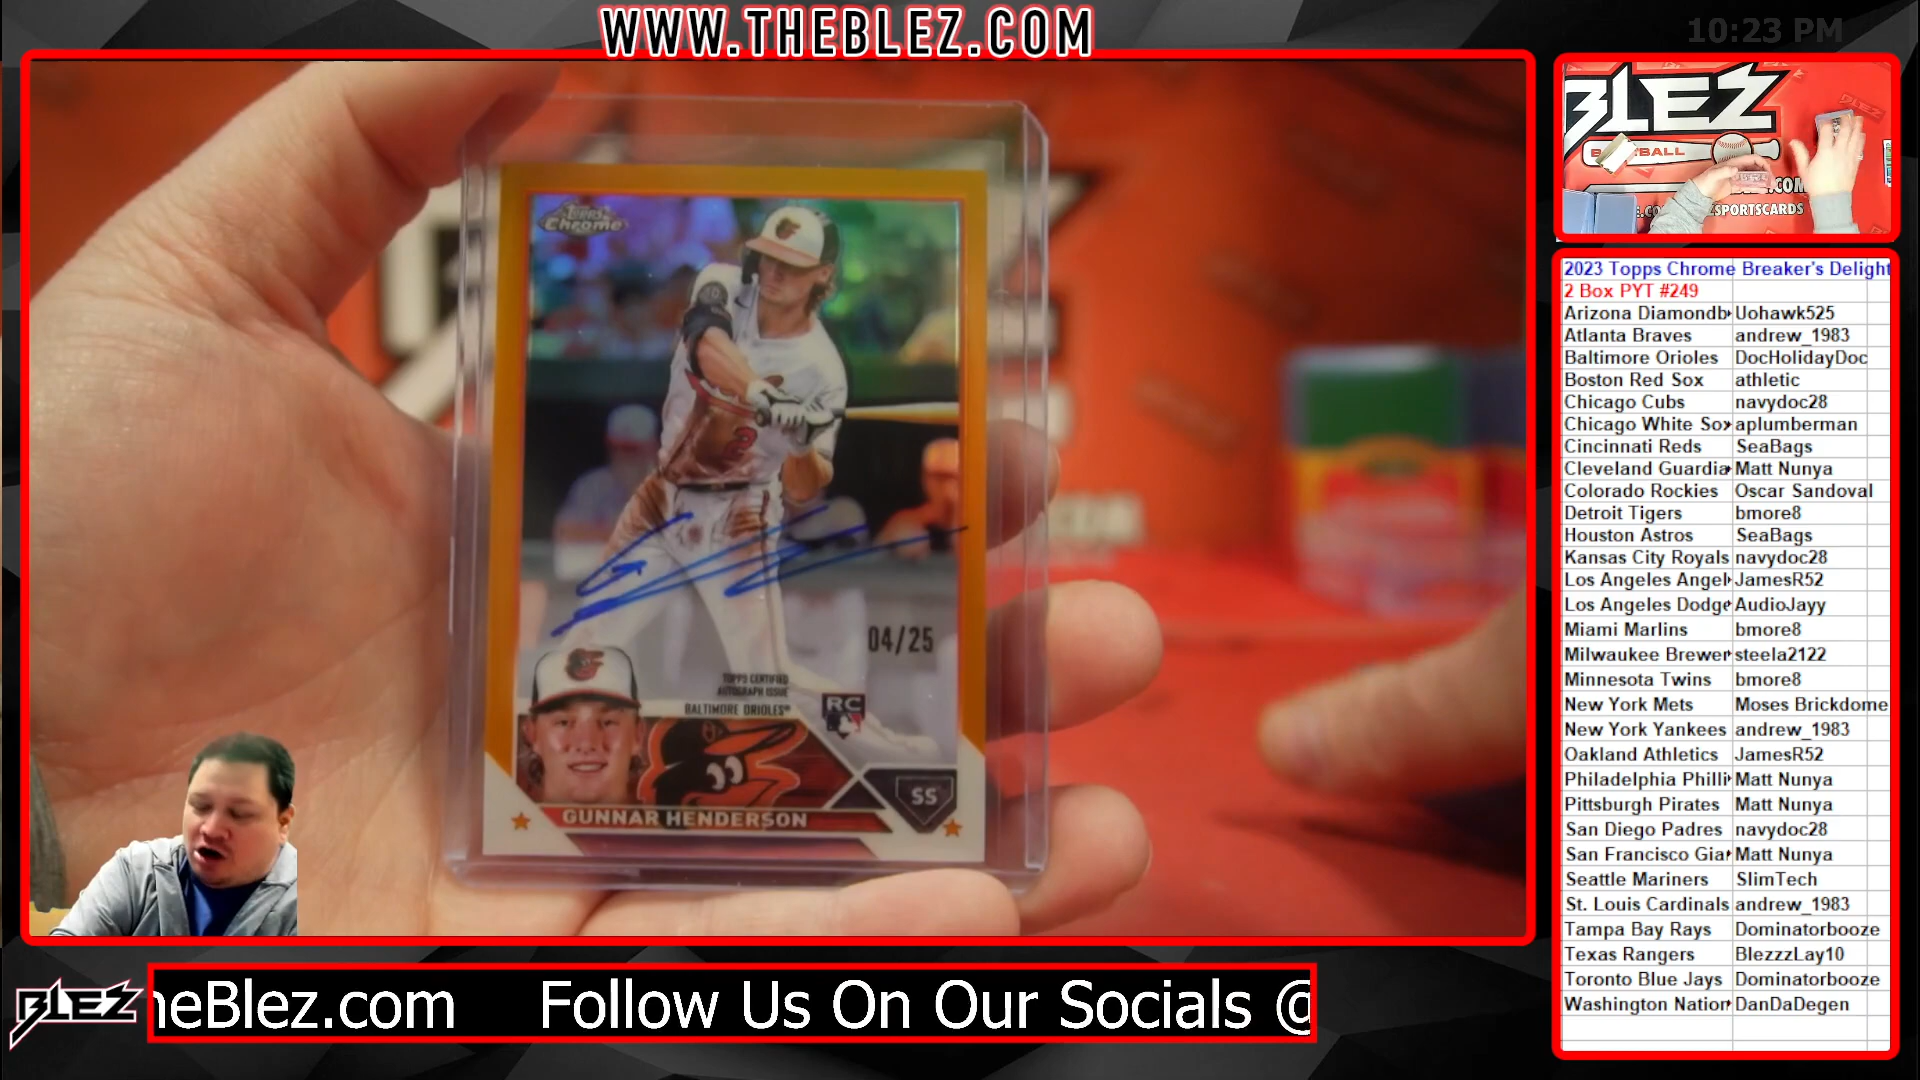 WWW.THEBLEZ.COM
10:23 PM
Topps
Chrome
2
04/25
TOPPS CERTIFIED
AUTOGRAPH ISSUE
BALTIMORE ORIOLES
RC
SS
GUNNAR HENDERSON
BLEZ
.COM
SPORTSCARDS
2023 Topps Chrome Breaker's Delight
2 Box PYT #249
Arizona Diamondb Uohawk525
Atlanta Braves andrew_1983
Baltimore Orioles DocHolidayDoc
Boston Red Sox athletic
Chicago Cubs navydoc28
Chicago White Sox aplumberman
Cincinnati Reds SeaBags
Cleveland Guardia Matt Nunya
Colorado Rockies Oscar Sandoval
Detroit Tigers bmore8
Houston Astros SeaBags
Kansas City Royals navydoc28
Los Angeles Angel JamesR52
Los Angeles Dodge AudioJayy
Miami Marlins bmore8
Milwaukee Brewer steela2122
Minnesota Twins bmore8
New York Mets Moses Brickdome
New York Yankees andrew_1983
Oakland Athletics JamesR52
Philadelphia Philli Matt Nunya
Pittsburgh Pirates Matt Nunya
San Diego Padres navydoc28
San Francisco Gia Matt Nunya
Seattle Mariners SlimTech
St. Louis Cardinals andrew_1983
Tampa Bay Rays Dominatorbooze
Texas Rangers BlezzzLay10
Toronto Blue Jays Dominatorbooze
Washington Nation DanDaDegen
BLEZ
heBlez.com Follow Us On Our Socials @